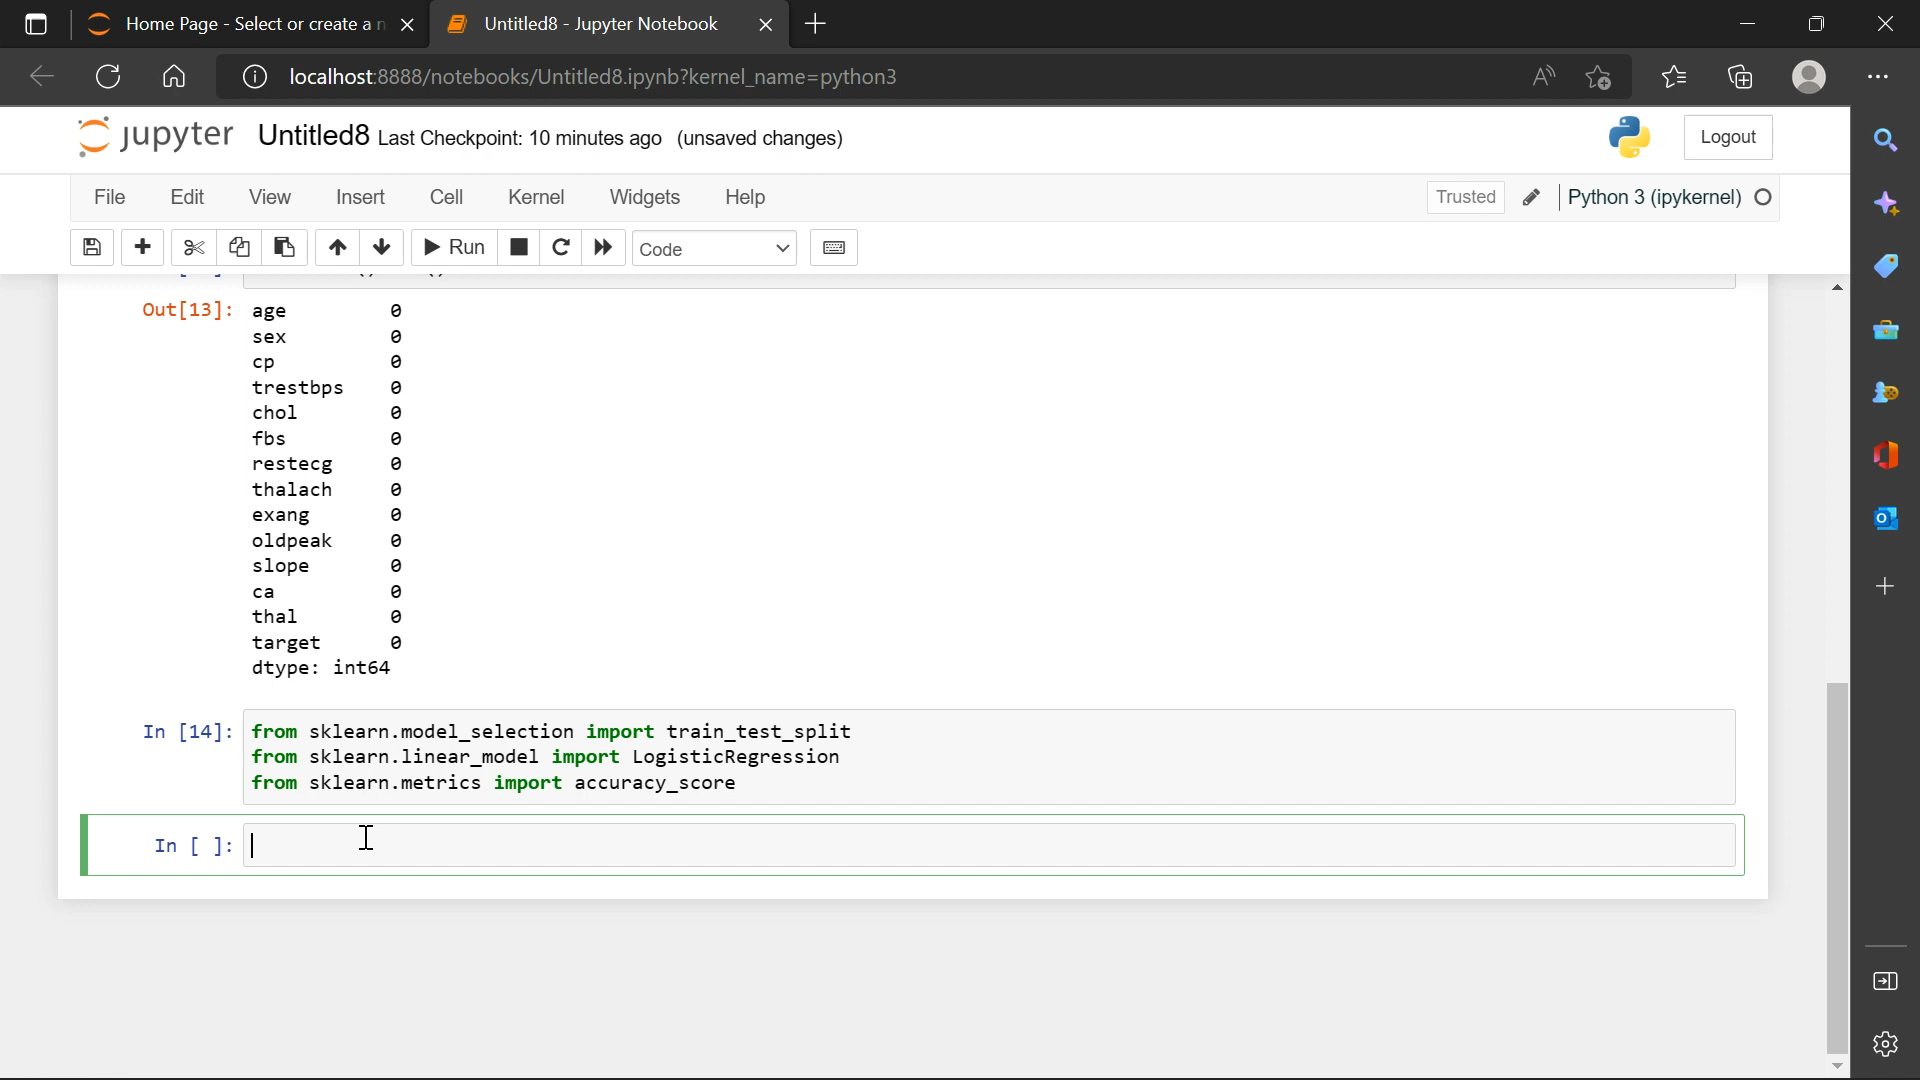 Home Page - Select or create a n
Untitled8 - Jupyter Notebook
localhost:8888/notebooks/Untitled8.ipynb?kernel_name=python3
jupyter Untitled8 Last Checkpoint: 10 minutes ago (unsaved changes)
Logout
File Edit View Insert Cell Kernel Widgets Help
Trusted
Python 3 (ipykernel)
Run
Code
Out[13]: age 0
sex 0
cp 0
trestbps 0
chol 0
fbs 0
restecg 0
thalach 0
exang 0
oldpeak 0
slope 0
ca 0
thal 0
target 0
dtype: int64
In [14]: from sklearn.model_selection import train_test_split
from sklearn.linear_model import LogisticRegression
from sklearn.metrics import accuracy_score
In [ ]: